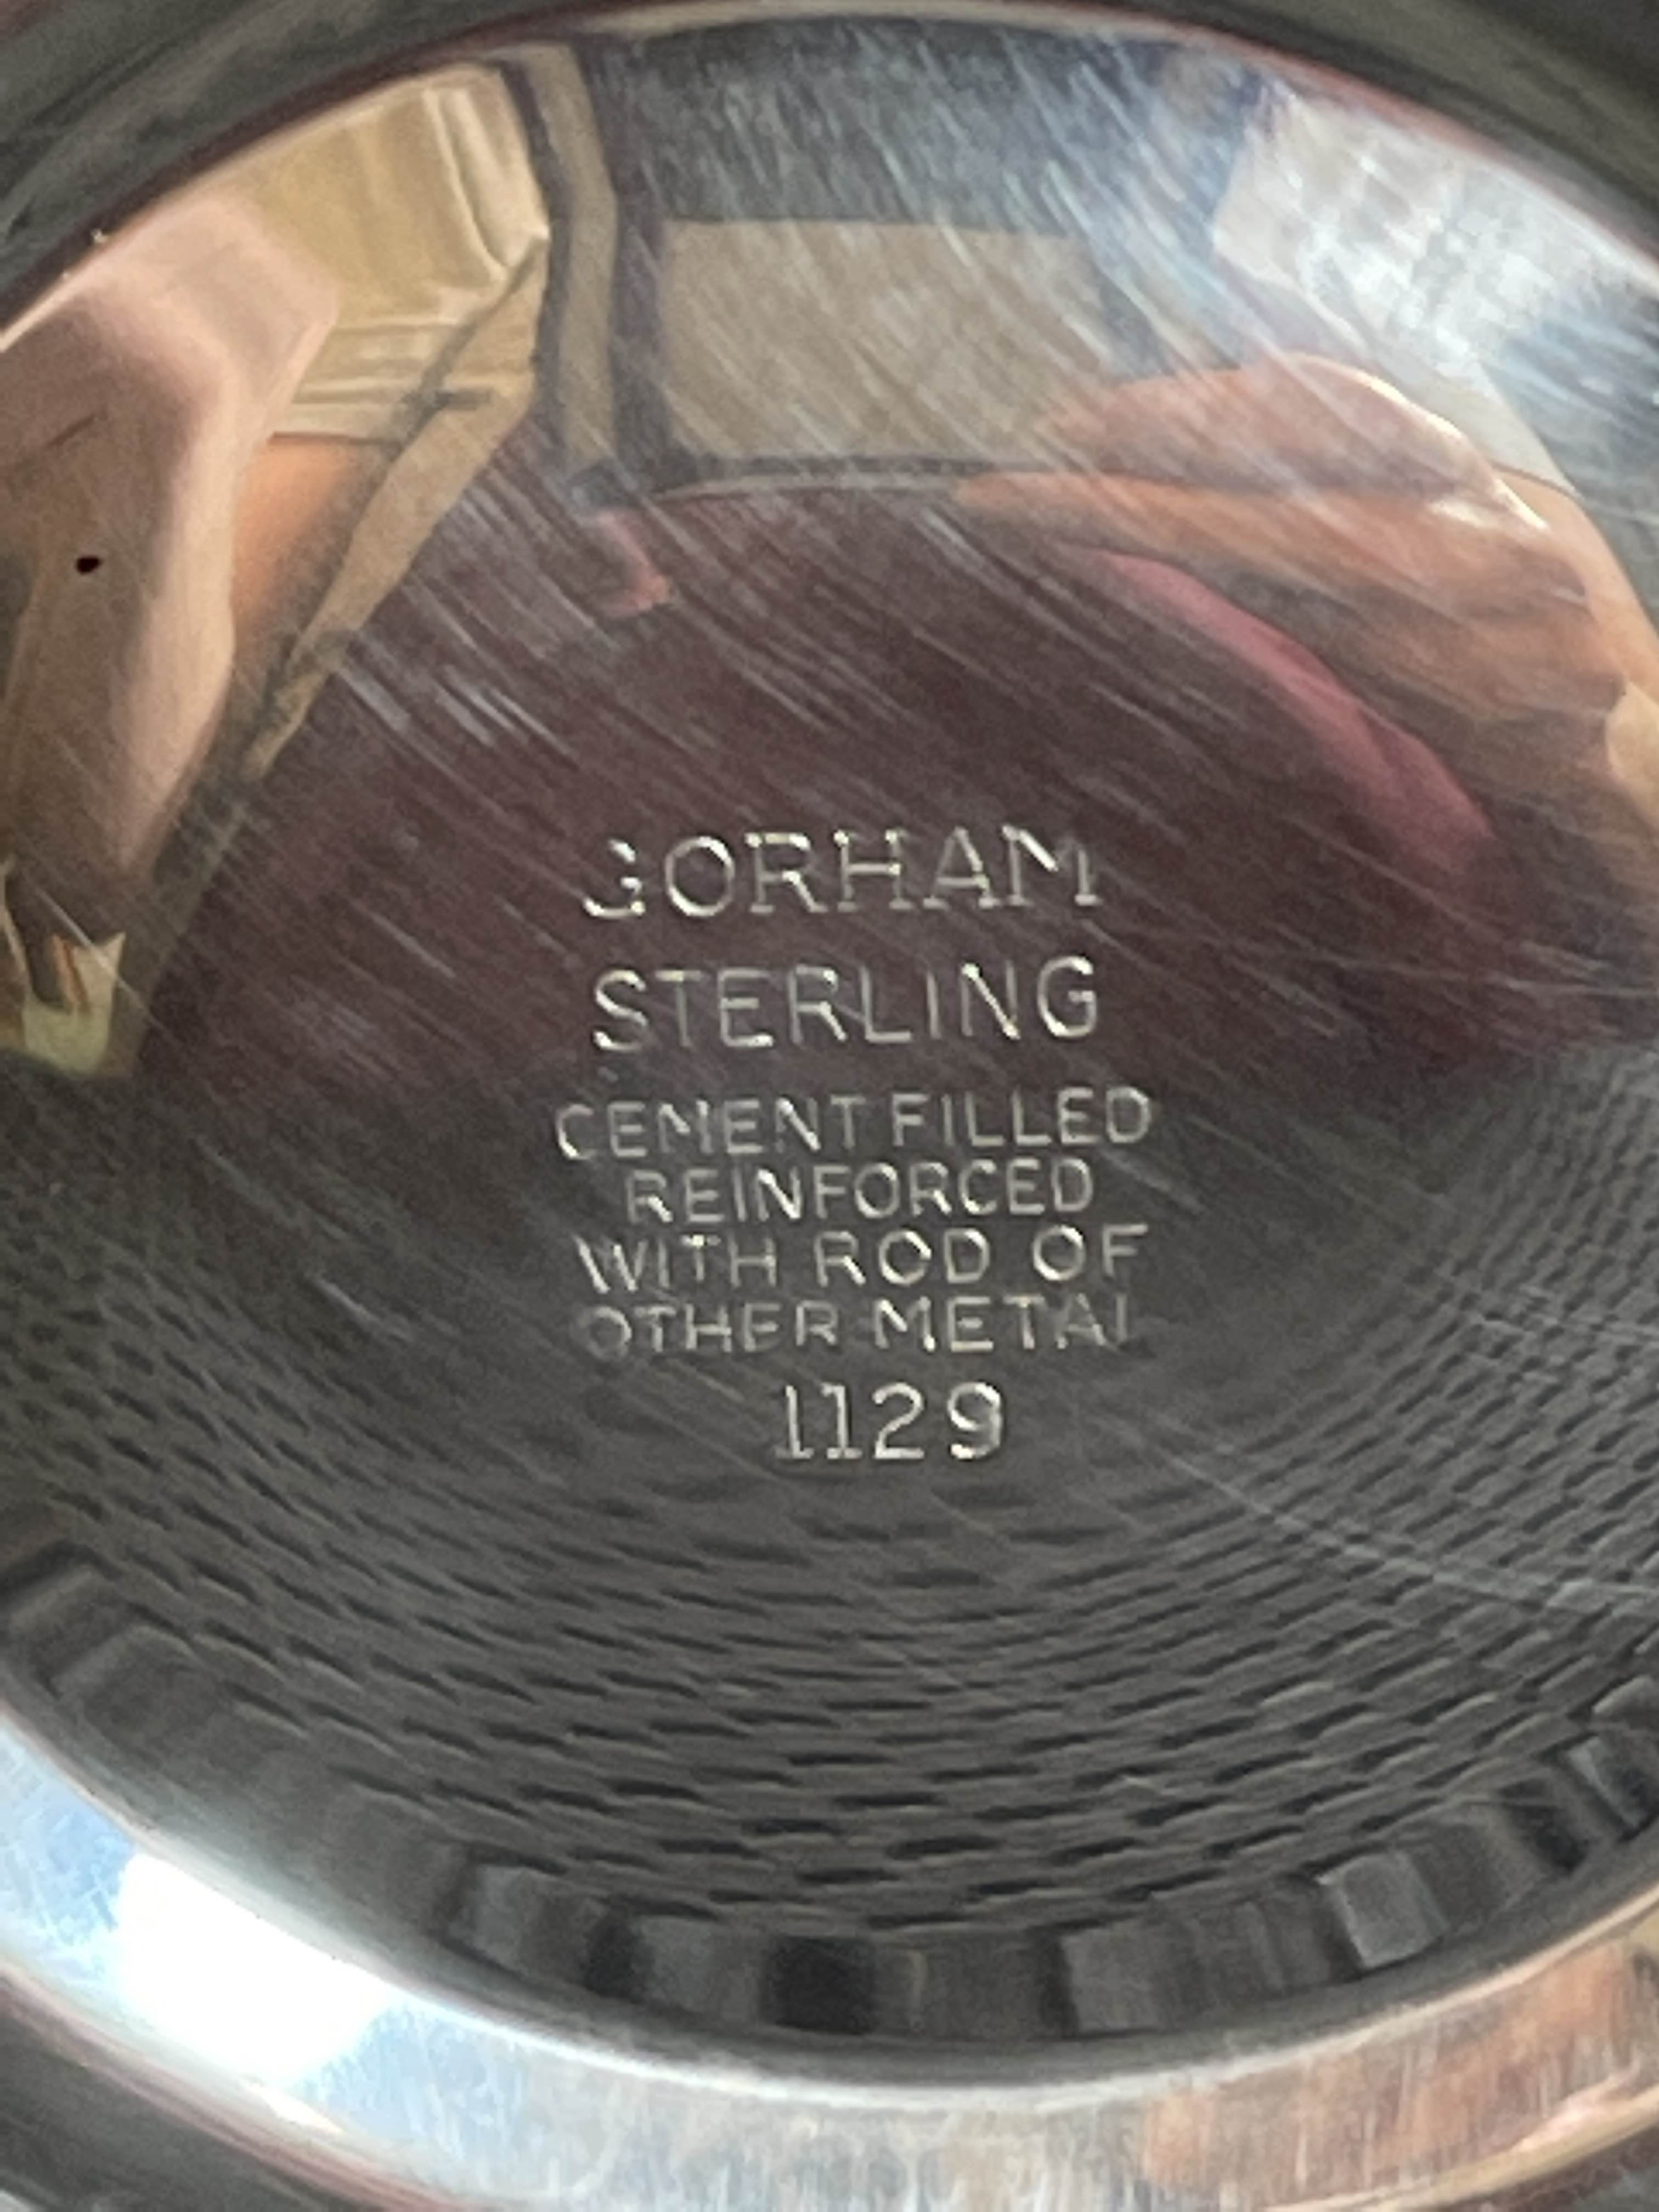 GORHAM
STERLING
CEMENT FILLED
REINFORCED
WITH ROD OF
OTHER METAL
1129